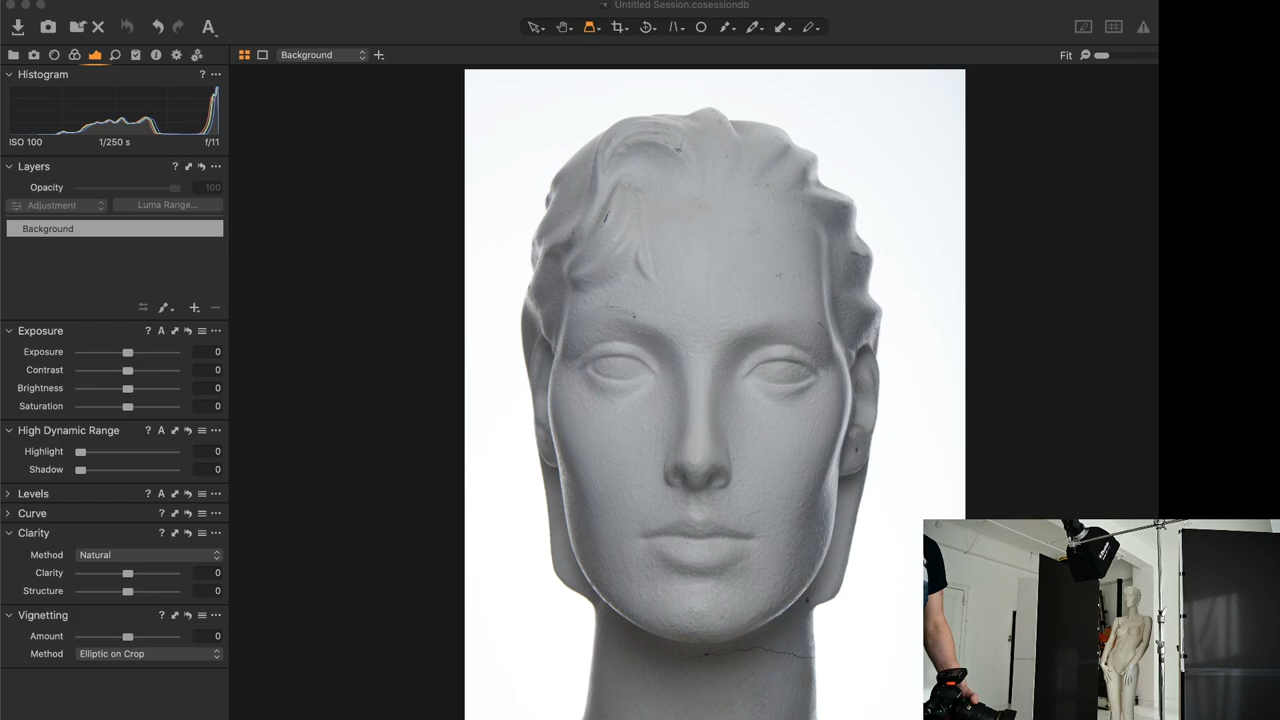 Untitled Session.cosessiondb
A
Background
Fit
Histogram
?
ISO 100 1/250 s f/11
Layers
?
Opacity 100
Adjustment Luma Range...
Background
Exposure
? A
Exposure 0
Contrast 0
Brightness 0
Saturation 0
High Dynamic Range
? A
Highlight 0
Shadow 0
Levels
? A
Curve
?
Clarity
?
Method Natural
Clarity 0
Structure 0
Vignetting
?
Amount 0
Method Elliptic on Crop